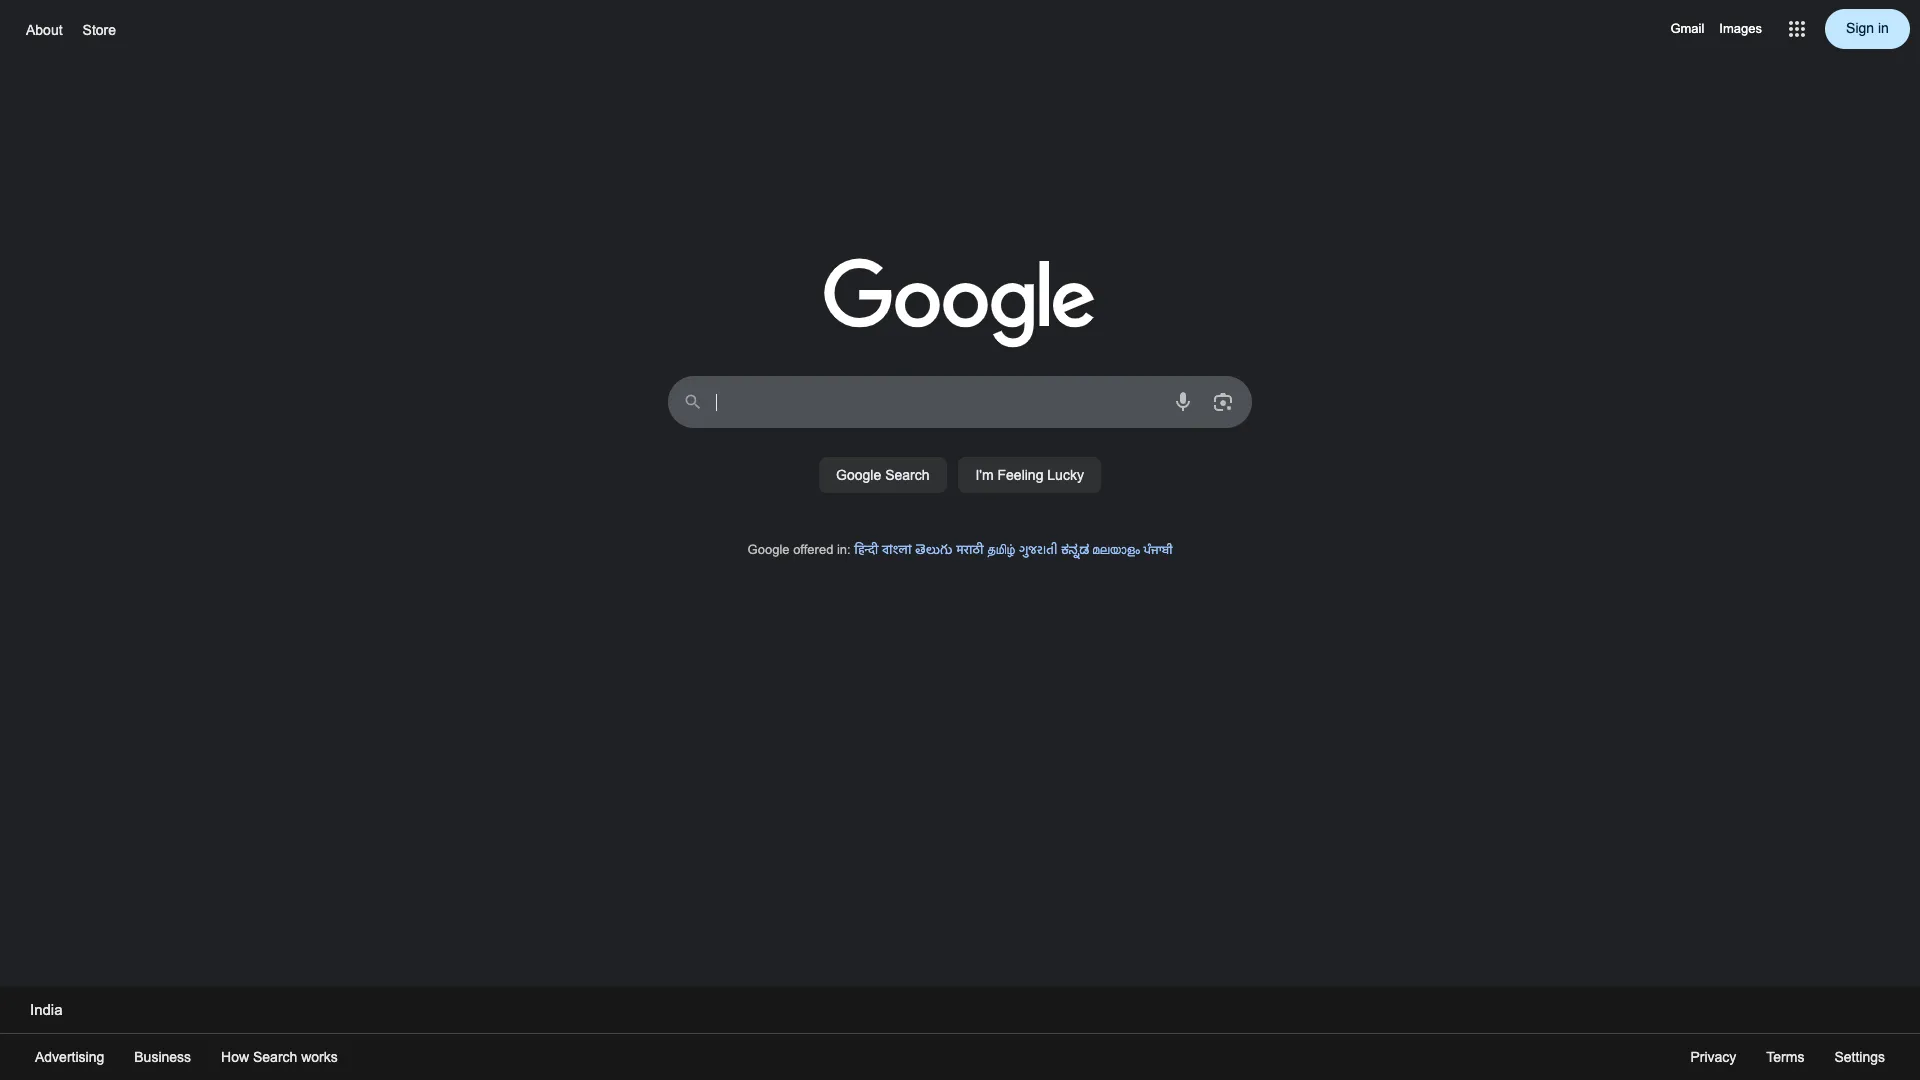 About Store Gmail Images Sign in
Google
Google Search I'm Feeling Lucky
Google offered in: हिन्दी বাংলা తెలుగు मराठी தமிழ் ગુજરાતી ಕನ್ನಡ മലയാളം ਪੰਜਾਬੀ
India
Advertising Business How Search works Privacy Terms Settings